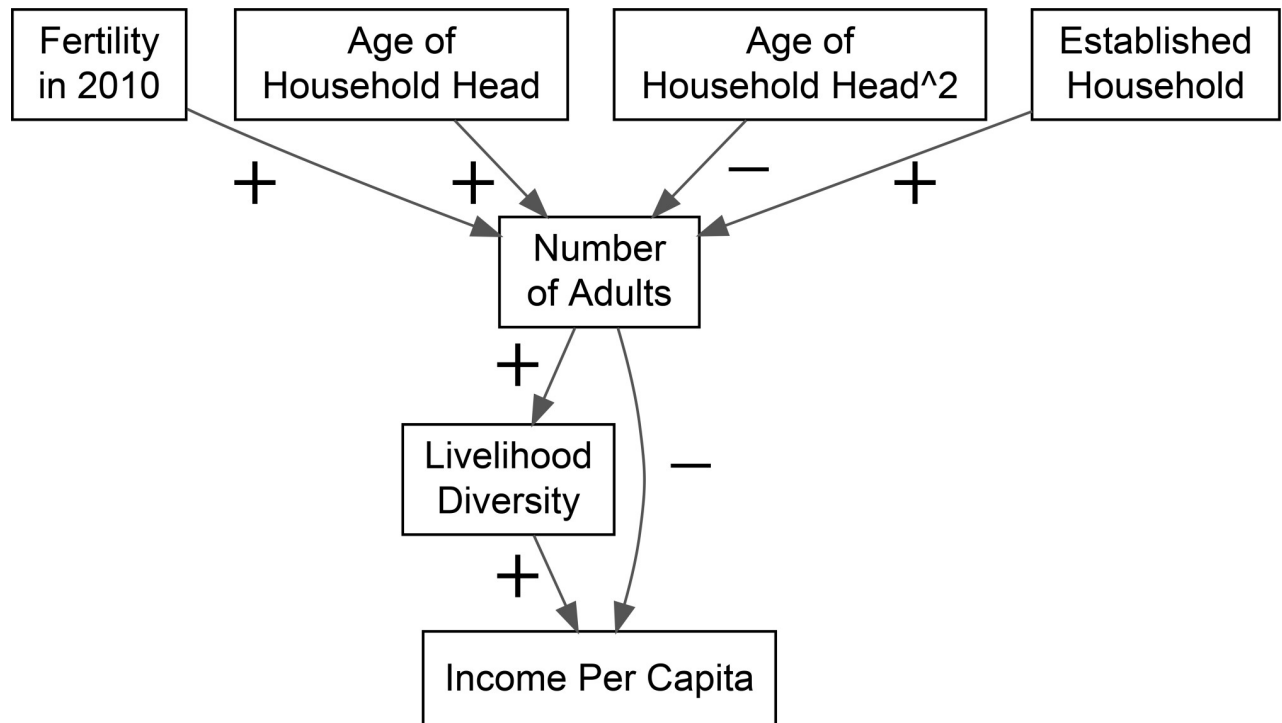 Fertility
in 2010
Age of
Household Head
Age of
Household Head^2
Established
Household
+
+
−
+
Number
of Adults
+
−
Livelihood
Diversity
+
Income Per Capita